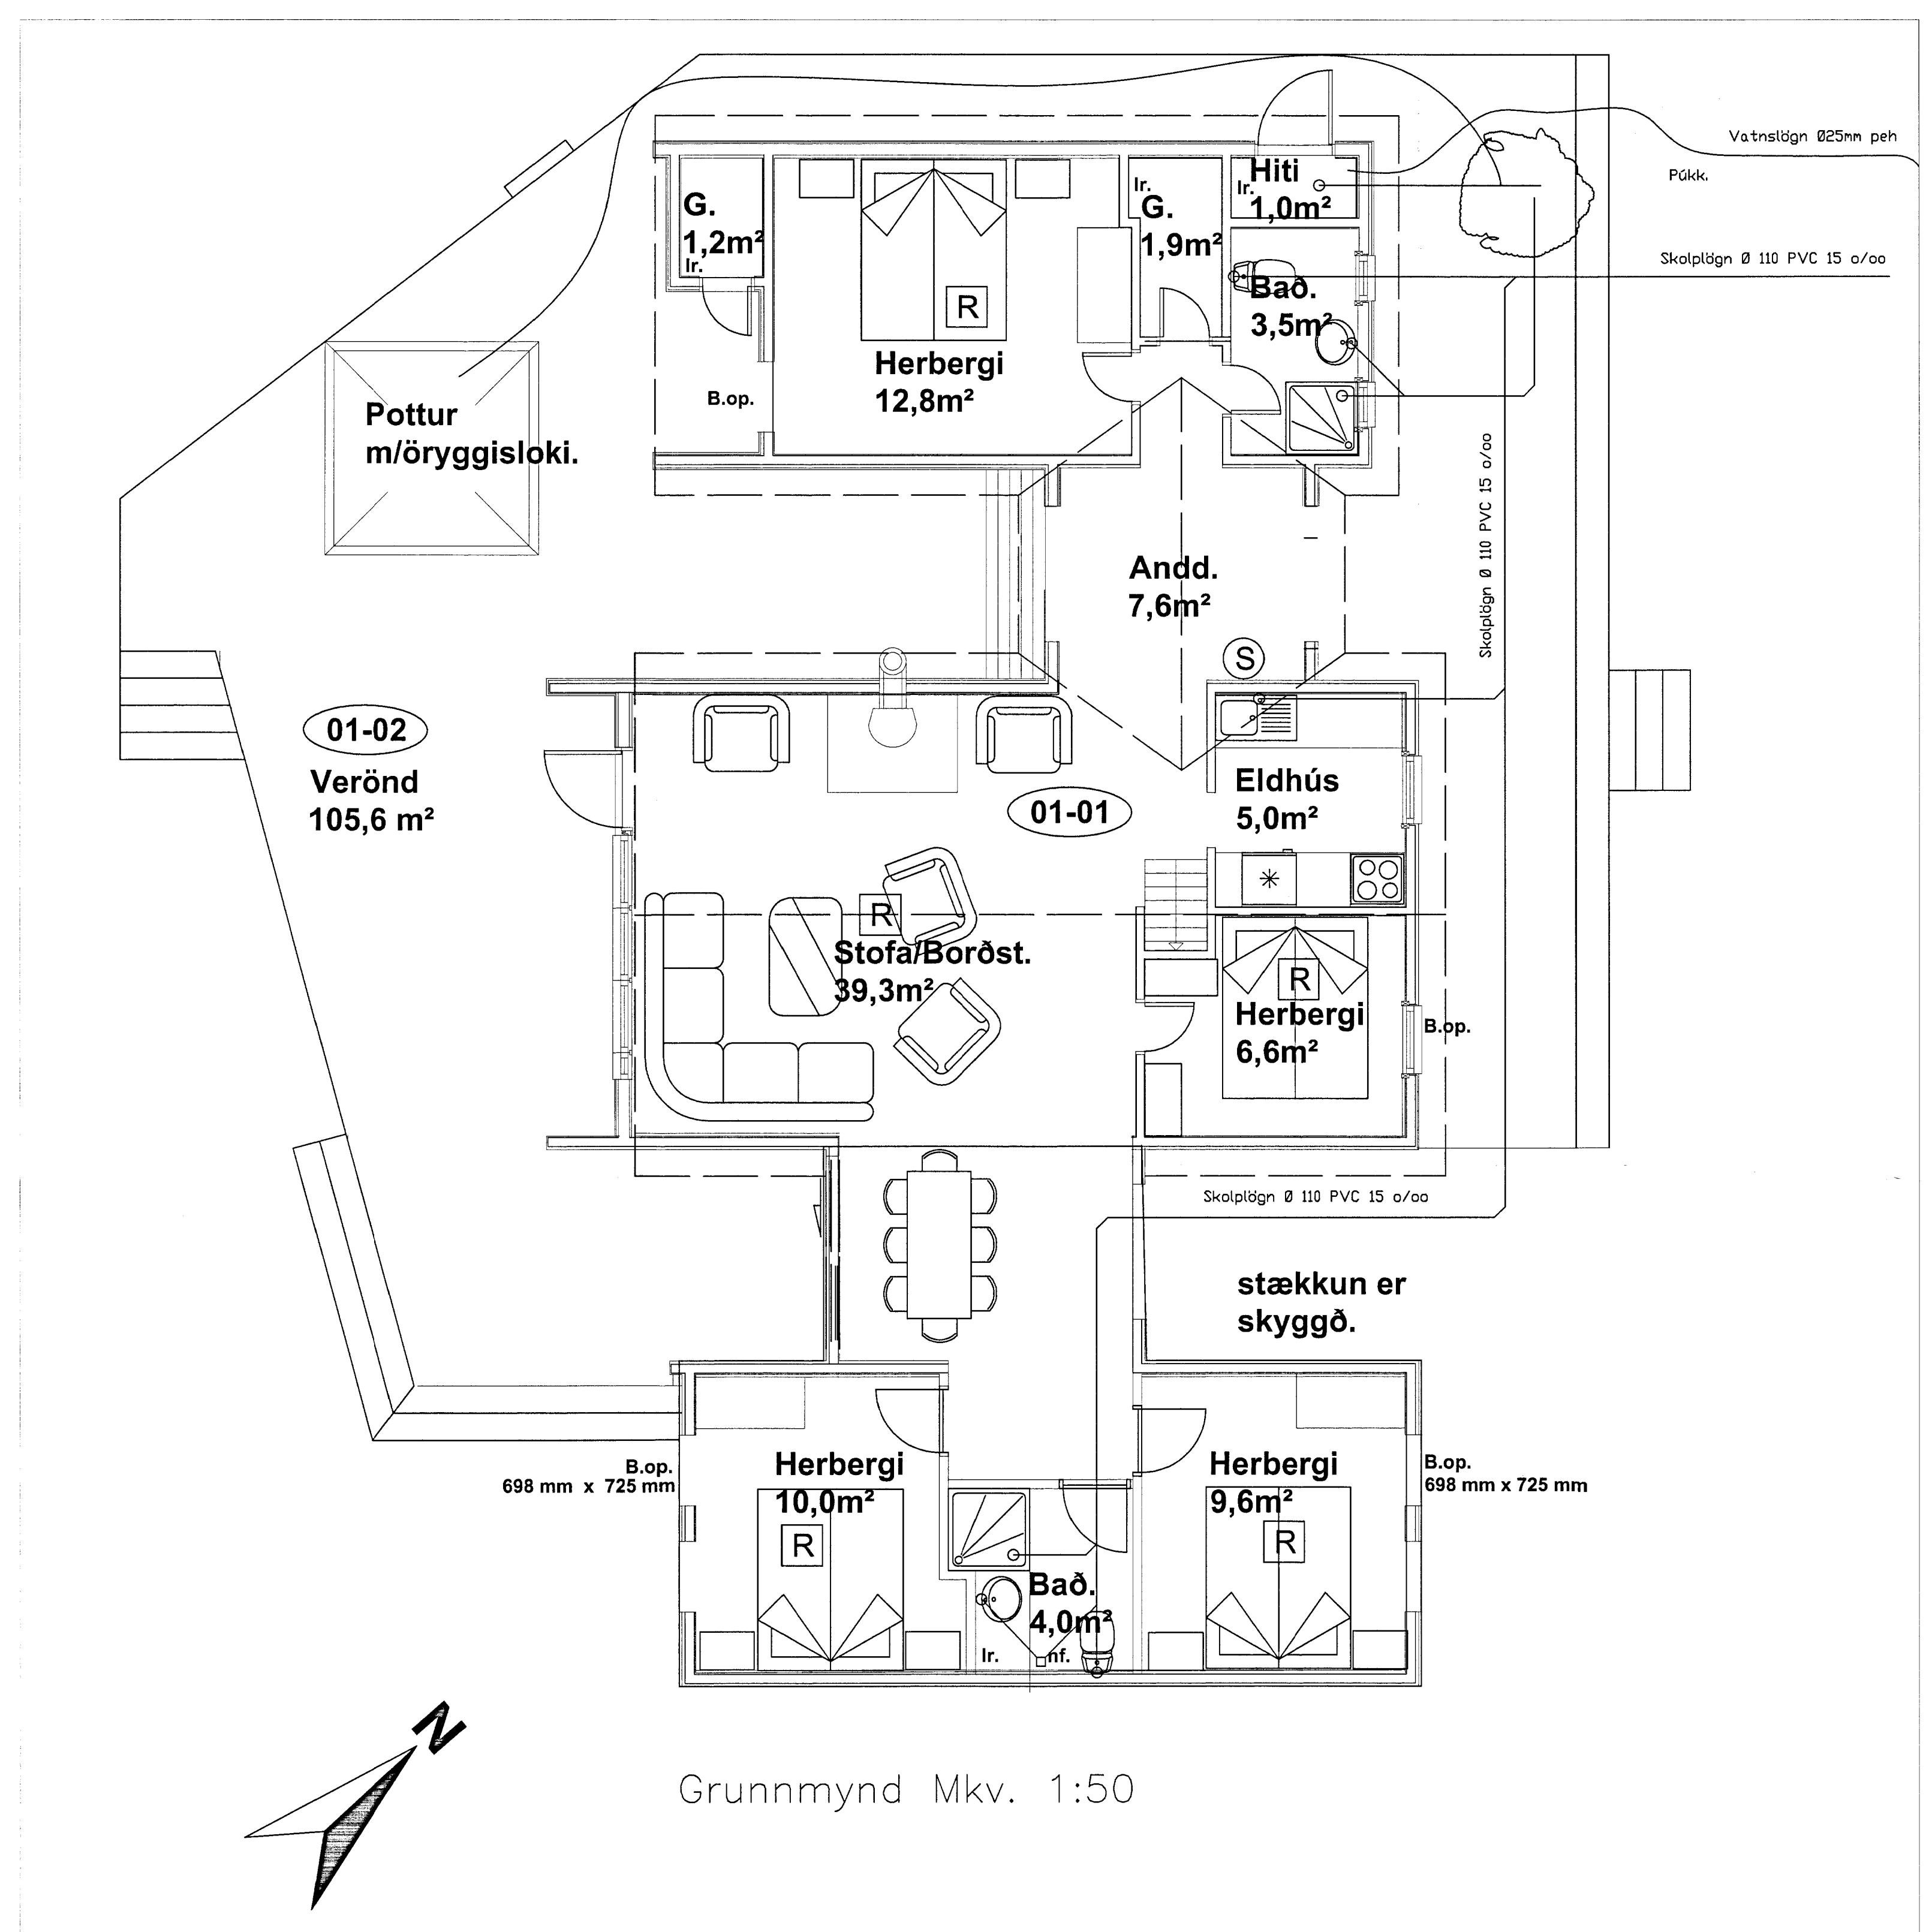 Vatnslögn Ø25mm peh
Púkk.
Skolplögn Ø 110 PVC 15 o/oo
G.
1,2m²
Ir.
Ir.
G.
1,9m²
Hiti
Ir.
1,0m²
Bað.
3,5m²
R
Herbergi
12,8m²
B.op.
Pottur
m/öryggisloki.
Skolplögn Ø 110 PVC 15 o/oo
Andd.
7,6m²
S
01-02
Verönd
105,6 m²
01-01
Eldhús
5,0m²
R
Stofa/Borðst.
39,3m²
R
Herbergi
6,6m²
B.op.
Skolplögn Ø 110 PVC 15 o/oo
stækkun er
skyggð.
B.op.
698 mm x 725 mm
Herbergi
10,0m²
R
Herbergi
9,6m²
R
B.op.
698 mm x 725 mm
Bað.
4,0m²
Ir.
nf.
N
Grunnmynd Mkv. 1:50